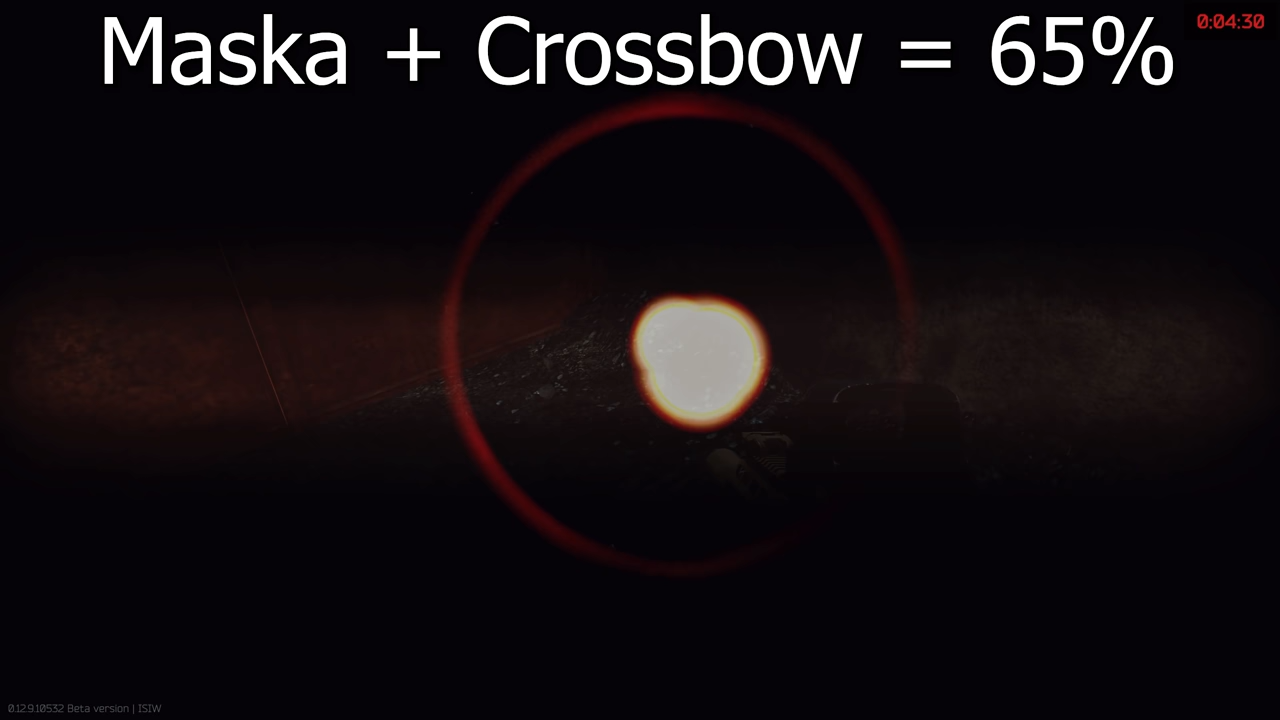 Maska + Crossbow = 65%
0:04:30
0.12.9.10532 Beta version | ISIW